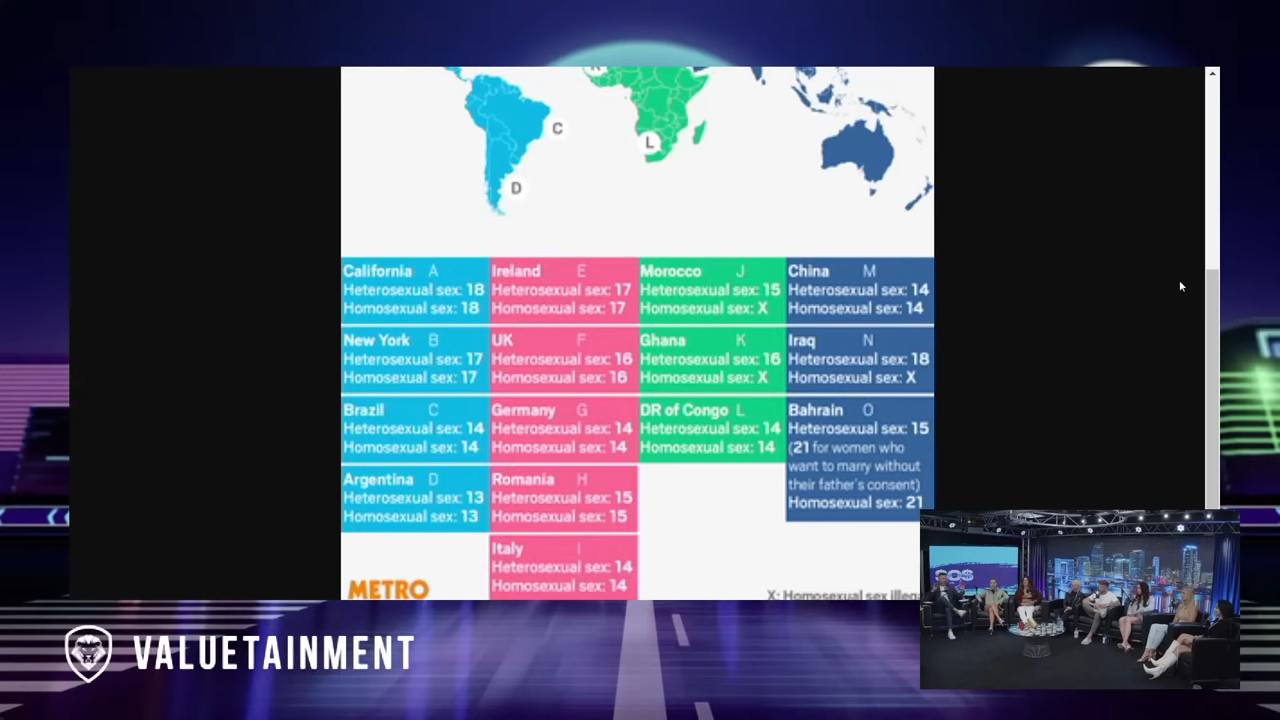 K
C
L
D
California A
Heterosexual sex: 18
Homosexual sex: 18
New York B
Heterosexual sex: 17
Homosexual sex: 17
Brazil C
Heterosexual sex: 14
Homosexual sex: 14
Argentina D
Heterosexual sex: 13
Homosexual sex: 13
METRO
Ireland E
Heterosexual sex: 17
Homosexual sex: 17
UK F
Heterosexual sex: 16
Homosexual sex: 16
Germany G
Heterosexual sex: 14
Homosexual sex: 14
Romania H
Heterosexual sex: 15
Homosexual sex: 15
Italy I
Heterosexual sex: 14
Homosexual sex: 14
Morocco J
Heterosexual sex: 15
Homosexual sex: X
Ghana K
Heterosexual sex: 16
Homosexual sex: X
DR of Congo L
Heterosexual sex: 14
Homosexual sex: 14
China M
Heterosexual sex: 14
Homosexual sex: 14
Iraq N
Heterosexual sex: 18
Homosexual sex: X
Bahrain O
Heterosexual sex: 15
(21 for women who
want to marry without
their father's consent)
Homosexual sex: 21
X: Homosexual sex illega
SOS
VALUETAINMENT